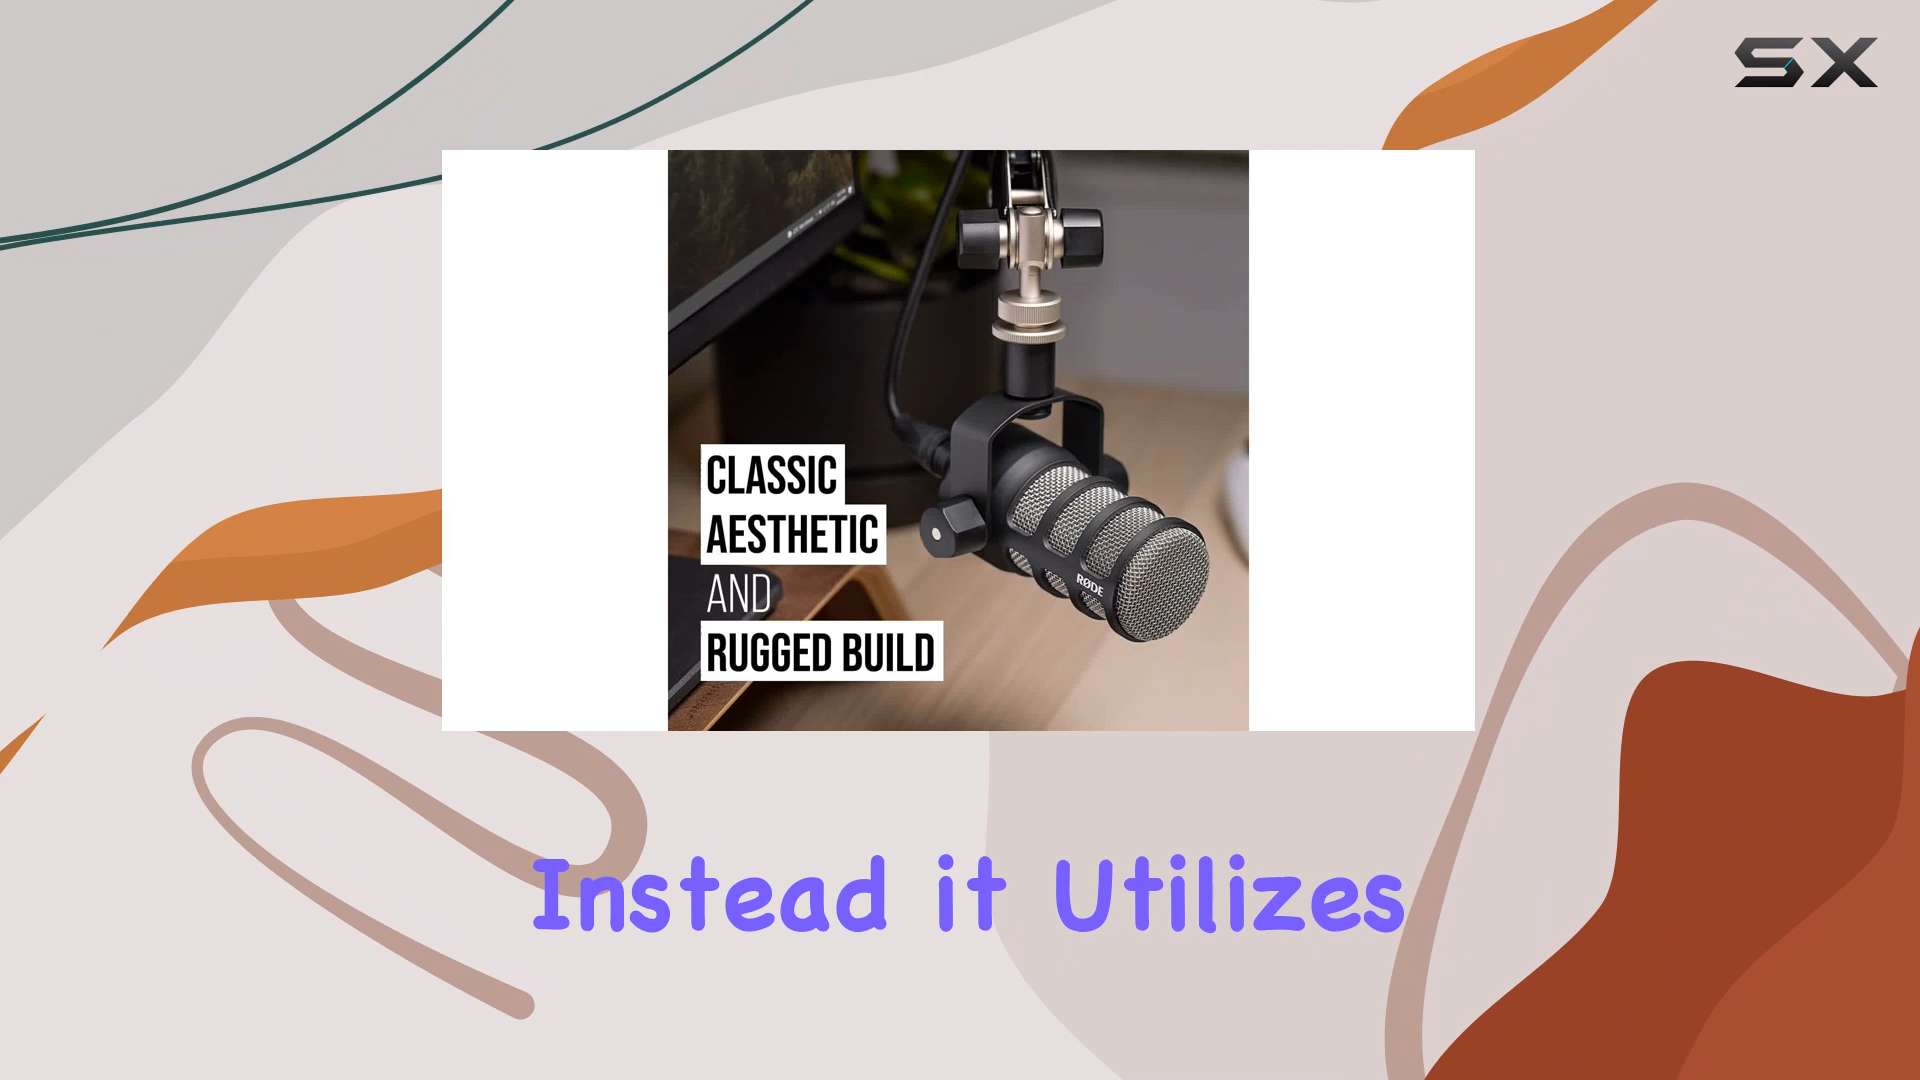 SX
CLASSIC
AESTHETIC
AND
RUGGED BUILD
RØDE
Instead it Utilizes